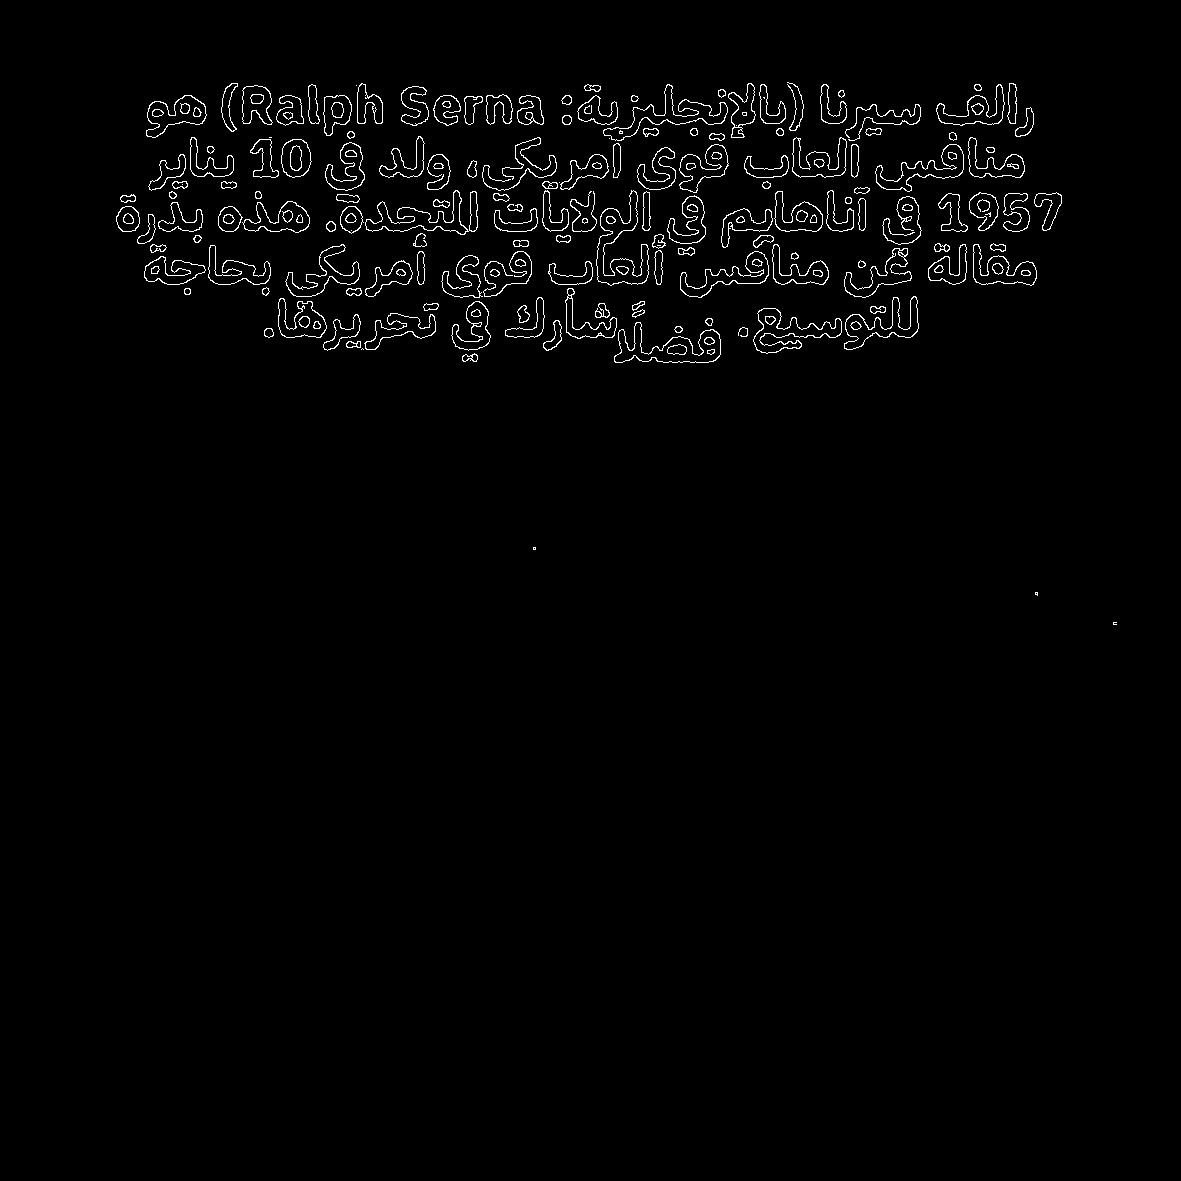 رالف سيرنا (بالإنجليزية: Ralph Serna) هو
منافس ألعاب قوى أمريكي، ولد في 10 يناير
1957 في آناهايم في الولايات المتحدة. هذه بذرة
مقالة عن منافس ألعاب قوى أمريكي بحاجة
للتوسيع. فضلًا شارك في تحريرها.